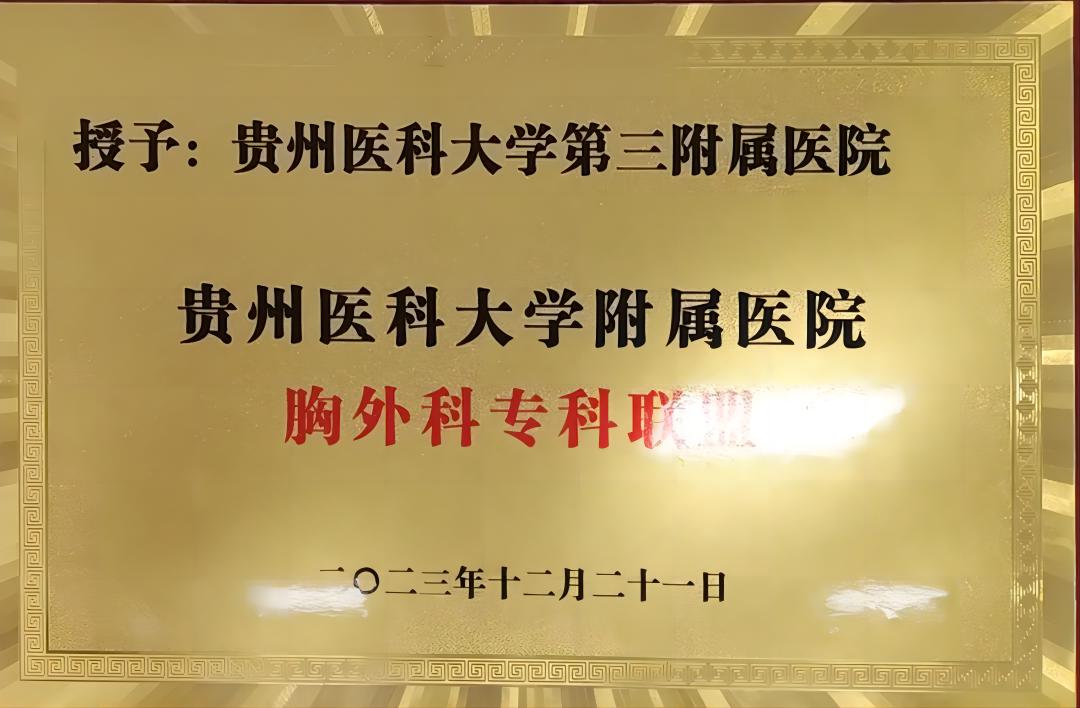 授予：贵州医科大学第三附属医院
贵州医科大学附属医院
胸外科专科联盟
二〇二三年十二月二十一日